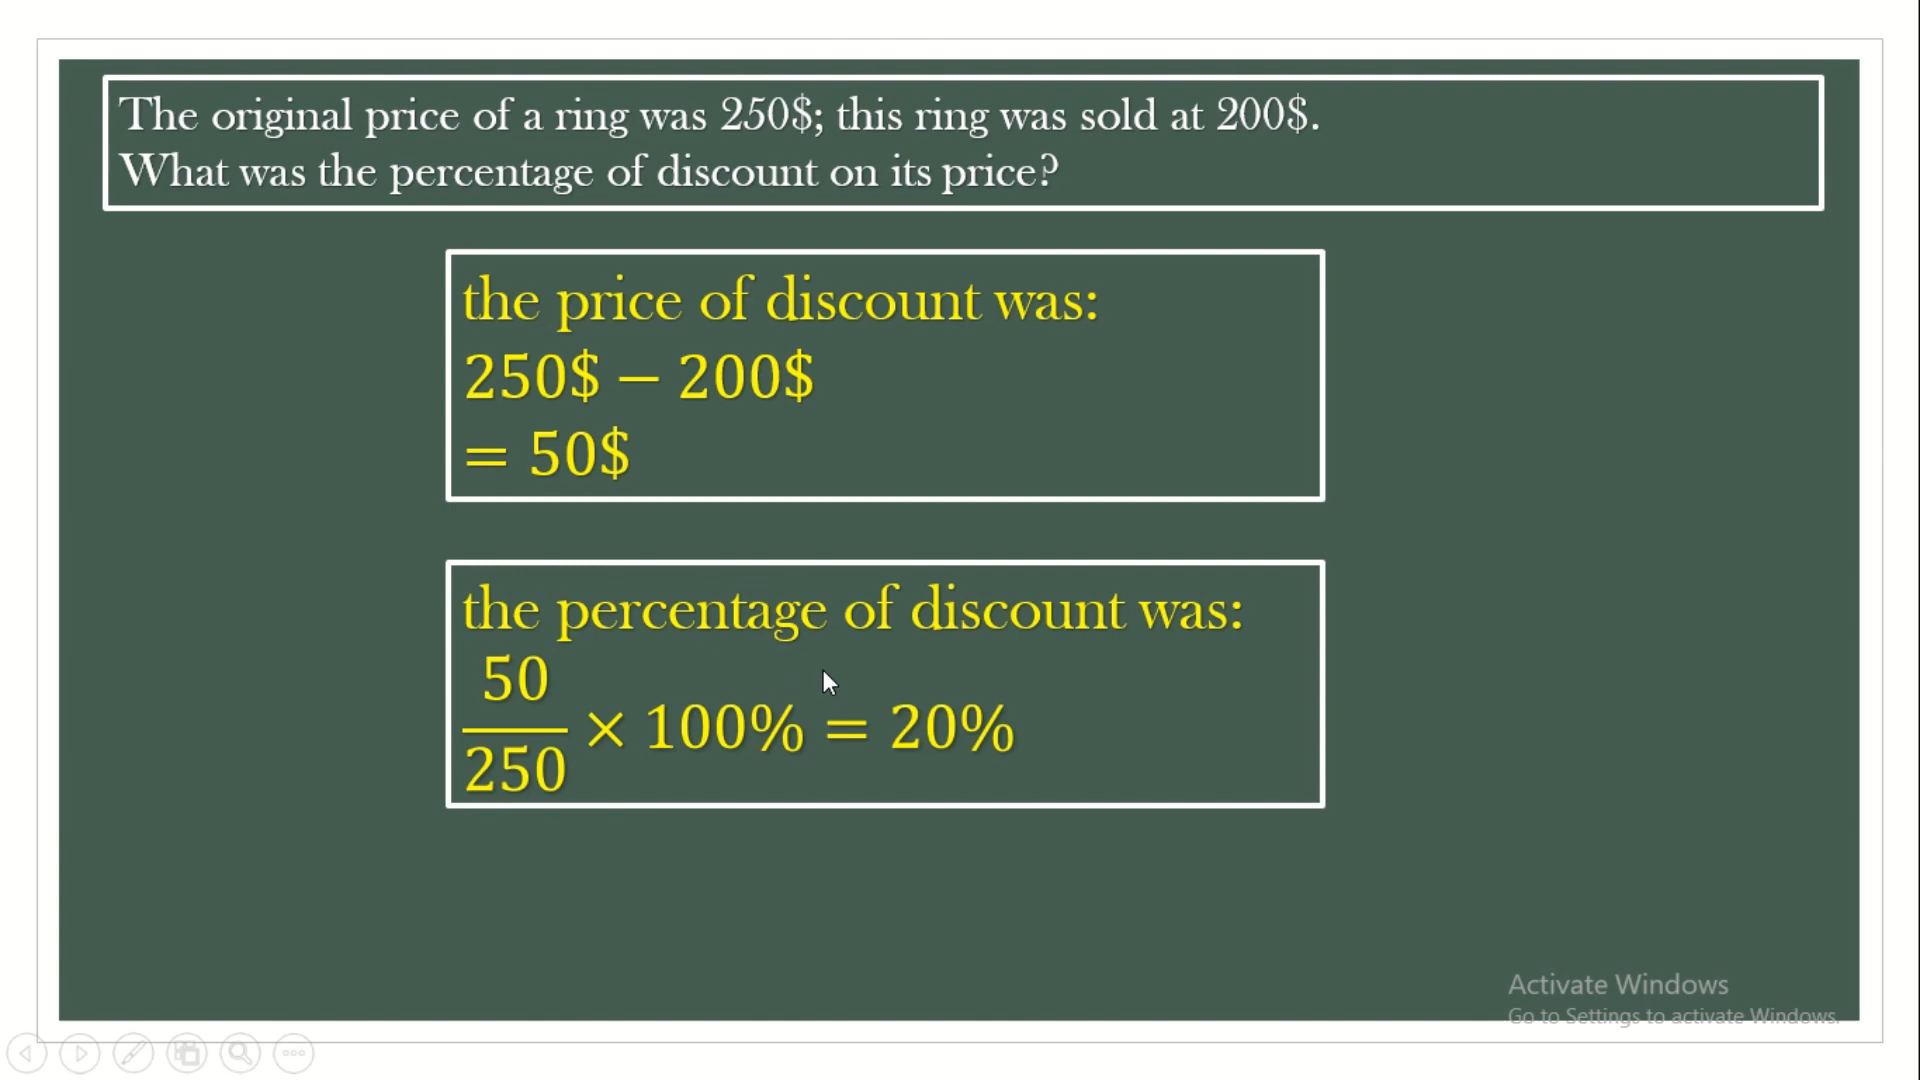 The original price of a ring was 250$; this ring was sold at 200$.
What was the percentage of discount on its price?
the price of discount was:
250$ − 200$
= 50$
the percentage of discount was:
50
250
× 100% = 20%
Activate Windows
Go to Settings to activate Windows.